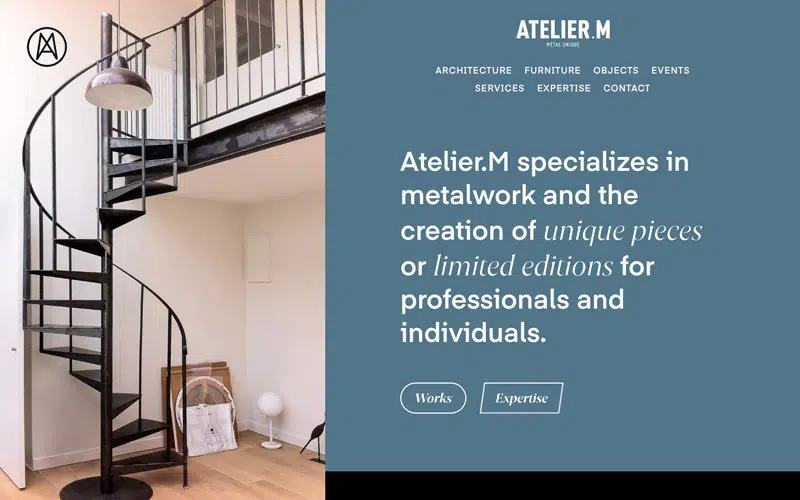 ATELIER.M
MÉTAL UNIQUE
ARCHITECTURE FURNITURE OBJECTS EVENTS
SERVICES EXPERTISE CONTACT
Atelier.M specializes in
metalwork and the
creation of unique pieces
or limited editions for
professionals and
individuals.
Works Expertise